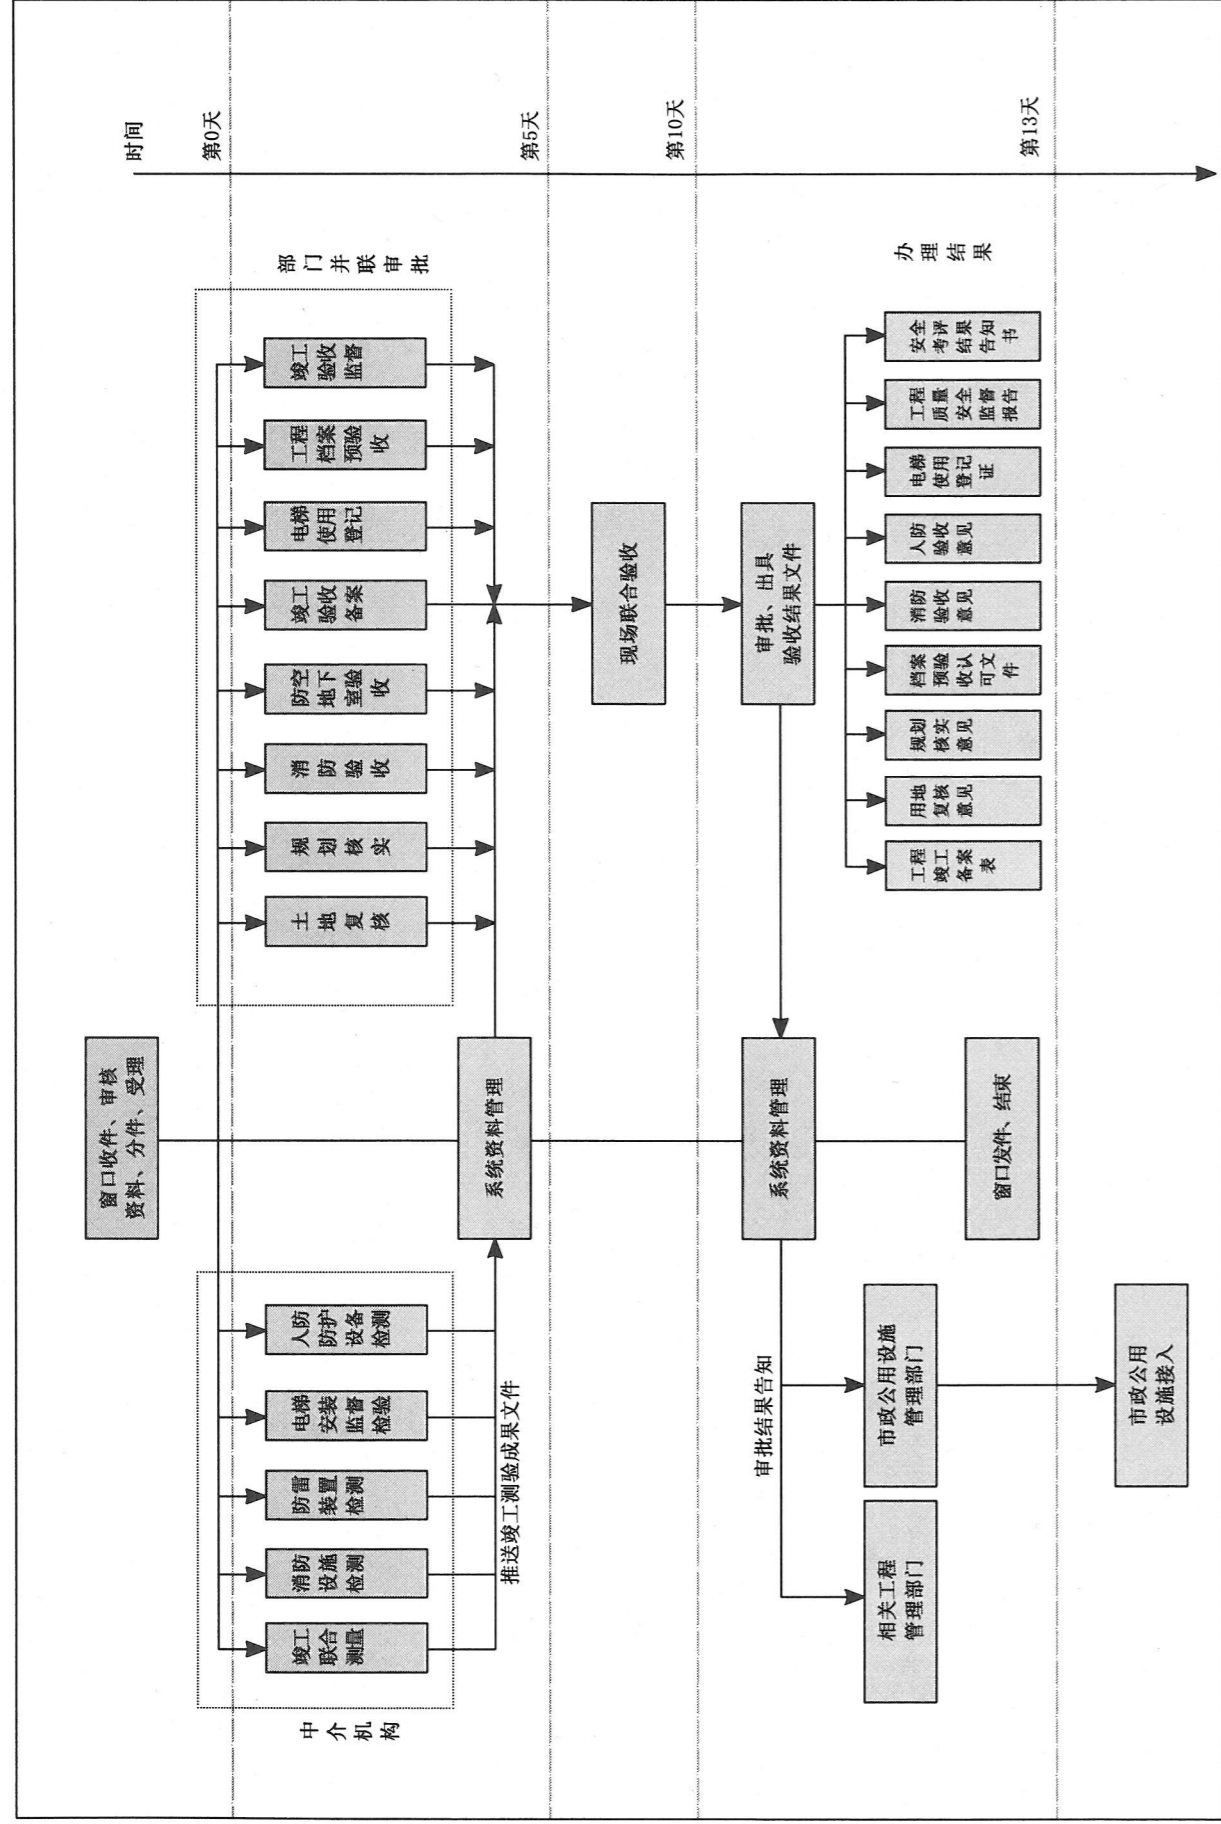 时间
窗口收件、审核
资料、分件、受理
第0天
中介机构
竣工
联合
测量
消防
设施
检测
防雷
装置
检测
电梯
安装
监督
检验
人防
防护
设备
检测
土地复核
规划核实
消防验收
防空
地下
室验
收
竣工
验收
备案
电梯
使用
登记
工程
档案
预验
收
竣工
验收
监督
部门并联审批
系统资料管理
推送竣工测验成果文件
第5天
现场联合验收
第10天
系统资料管理
审批、出具
验收结果文件
审批结果告知
相关工程
管理部门
市政公用设施
管理部门
窗口发件、结束
工程
竣工
备案
表
用地
复核
意见
规划
核实
意见
档案
预验
收认
可文
件
消防
验收
意见
人防
验收
意见
电梯
使用
登记
证
工程
质量
安全
监督
报告
安全
考评
结果
告知
书
办理结果
第13天
市政公用
设施接入